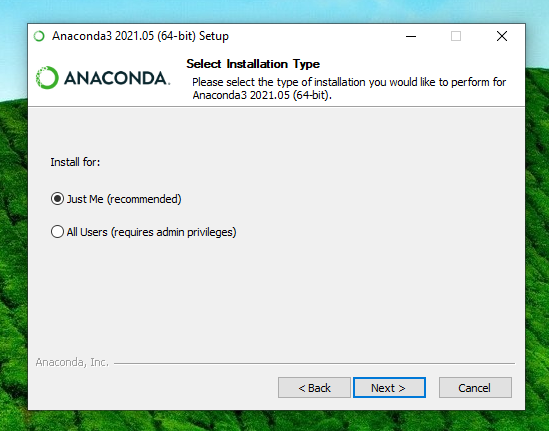 Anaconda3 2021.05 (64-bit) Setup
ANACONDA.
Select Installation Type
Please select the type of installation you would like to perform for
Anaconda3 2021.05 (64-bit).
Install for:
Just Me (recommended)
All Users (requires admin privileges)
Anaconda, Inc.
< Back
Next >
Cancel